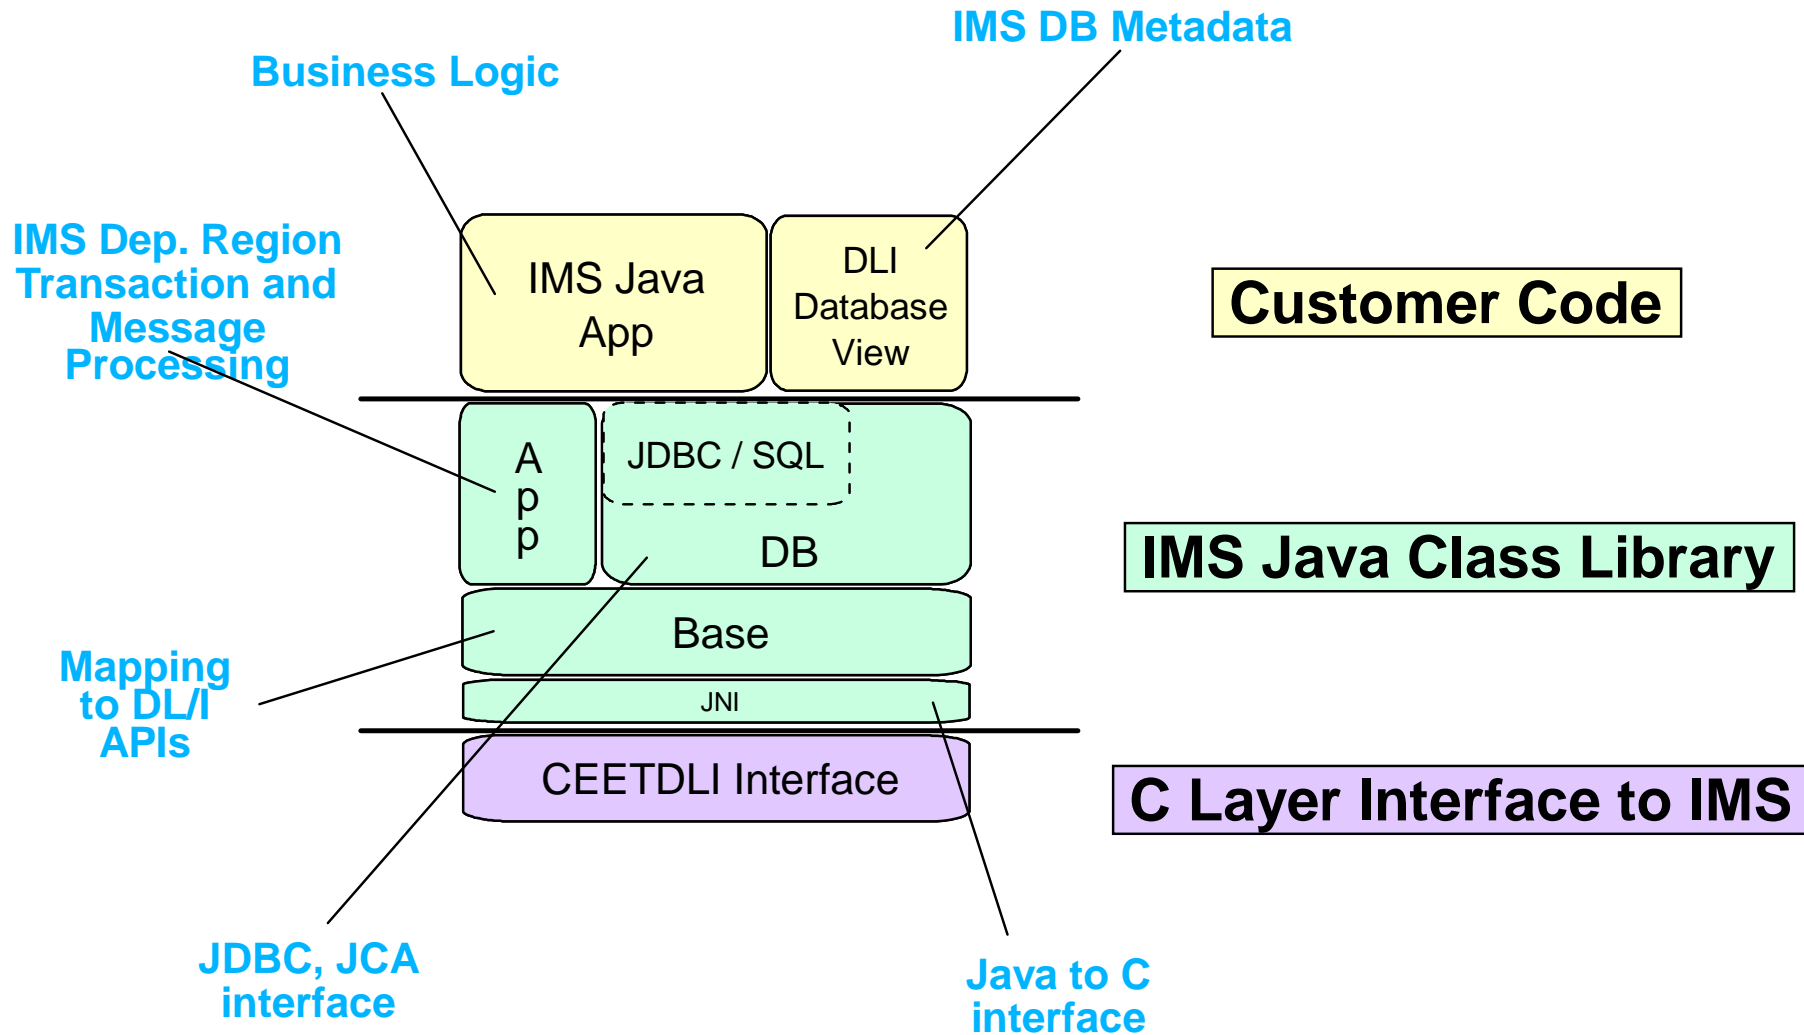 IMS DB Metadata
Business Logic
IMS Dep. Region
Transaction and
Message
Processing
IMS Java
App
DLI
Database
View
Customer Code
A
p
p
JDBC / SQL
DB
IMS Java Class Library
Base
Mapping
to DL/I
APIs
JNI
CEETDLI Interface
C Layer Interface to IMS
JDBC, JCA
interface
Java to C
interface